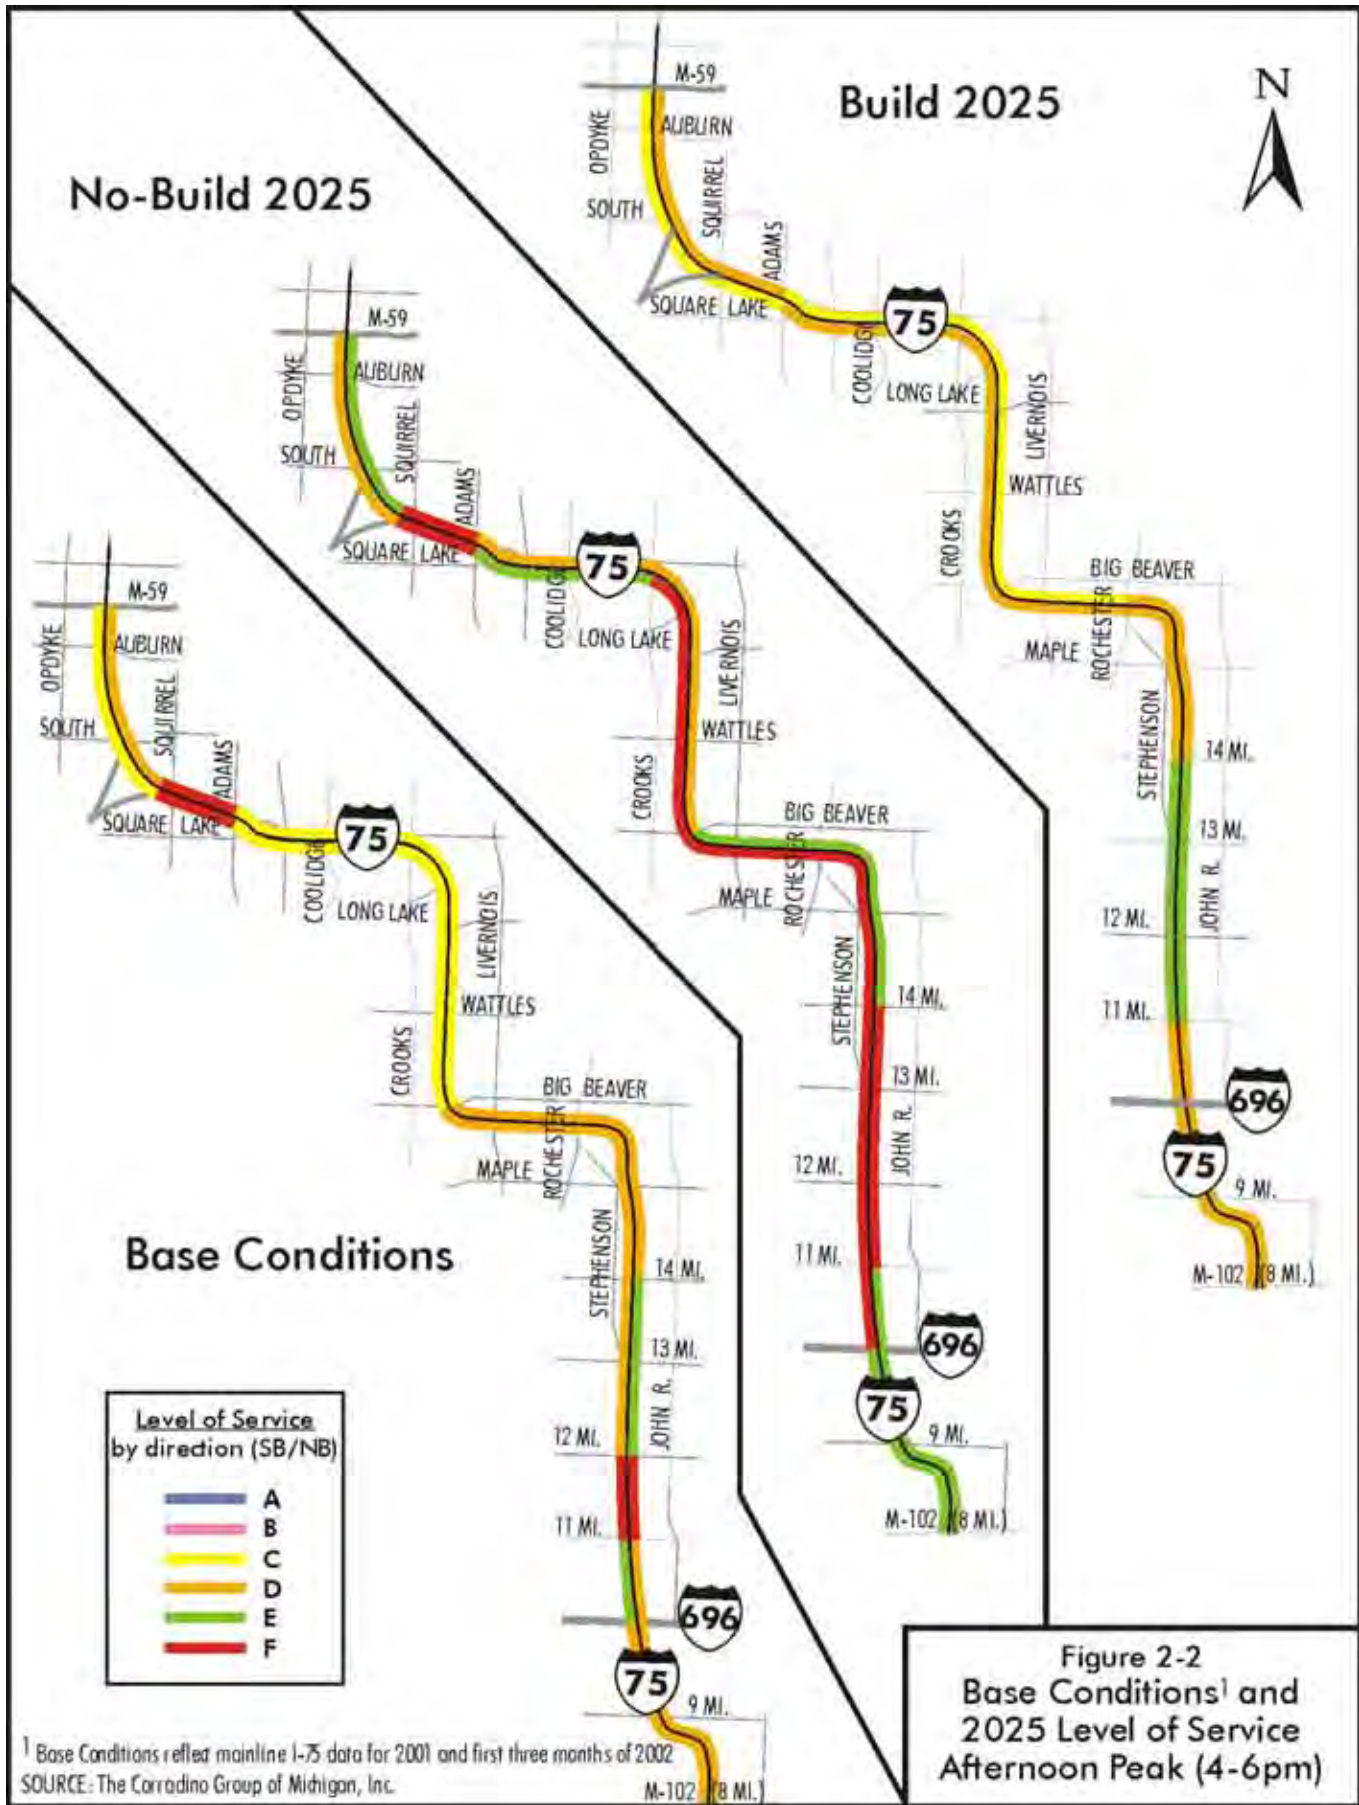 Build 2025
N
M-59
OPDYKE
AUBURN
SQUIRREL
SOUTH
ADAMS
SQUARE LAKE
75
COOLIDGE
LONG LAKE
LIVERNOIS
WATTLES
CROOKS
BIG BEAVER
ROCHESTER
MAPLE
STEPHENSON
14 MI.
13 MI.
JOHN R.
12 MI.
11 MI.
696
75
9 MI.
M-102 (8 MI.)
No-Build 2025
M-59
OPDYKE
AUBURN
SQUIRREL
SOUTH
ADAMS
SQUARE LAKE
75
COOLIDGE
LONG LAKE
LIVERNOIS
WATTLES
CROOKS
BIG BEAVER
ROCHESTER
MAPLE
STEPHENSON
14 MI.
13 MI.
JOHN R.
12 MI.
11 MI.
696
75
9 MI.
M-102 (8 MI.)
M-59
OPDYKE
AUBURN
SQUIRREL
SOUTH
ADAMS
SQUARE LAKE
75
COOLIDGE
LONG LAKE
LIVERNOIS
WATTLES
CROOKS
BIG BEAVER
ROCHESTER
MAPLE
STEPHENSON
14 MI.
13 MI.
JOHN R.
12 MI.
11 MI.
696
75
9 MI.
M-102 (8 MI.)
Base Conditions
Level of Service
by direction (SB/NB)
A
B
C
D
E
F
1 Base Conditions reflect mainline I-75 data for 2001 and first three months of 2002
SOURCE: The Corradino Group of Michigan, Inc.
Figure 2-2
Base Conditions1 and
2025 Level of Service
Afternoon Peak (4-6pm)